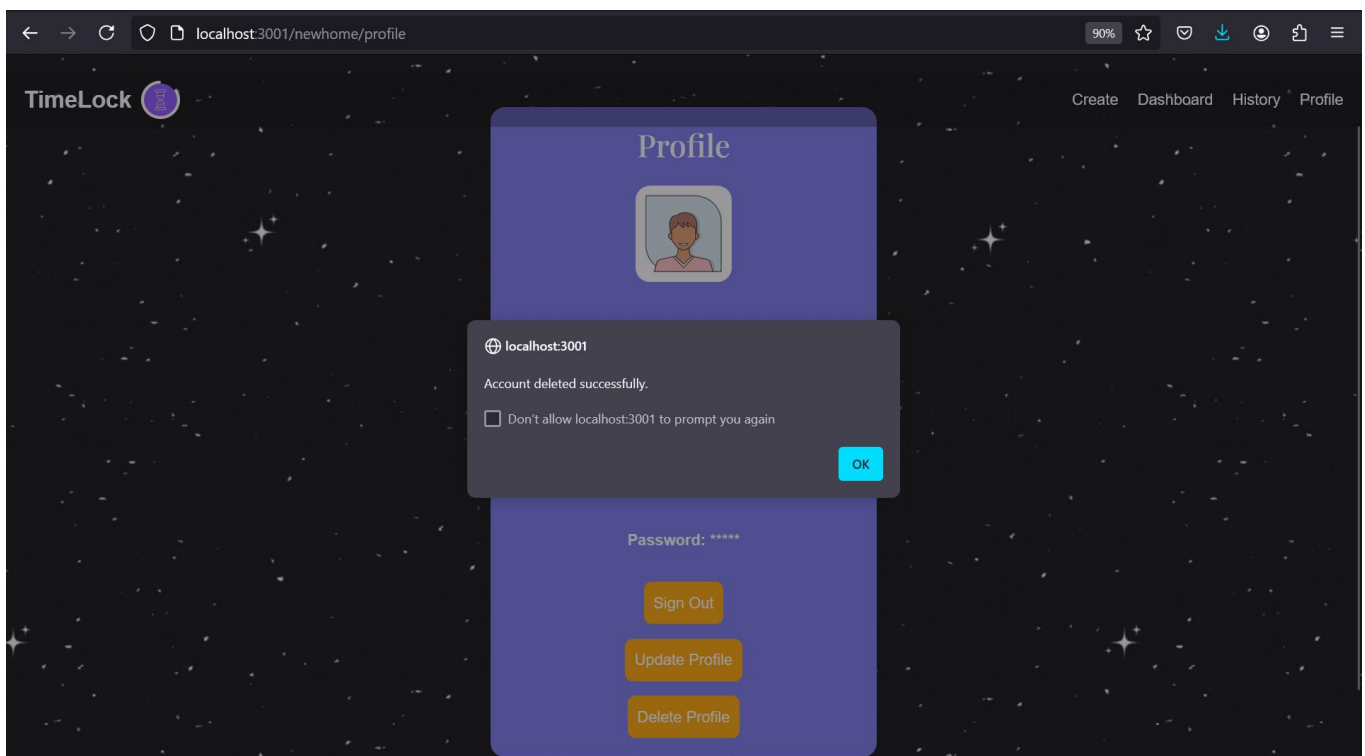 localhost:3001/newhome/profile
90%
TimeLock
Create Dashboard History Profile
Profile
localhost:3001
Account deleted successfully.
Don't allow localhost:3001 to prompt you again
OK
Password: *****
Sign Out
Update Profile
Delete Profile